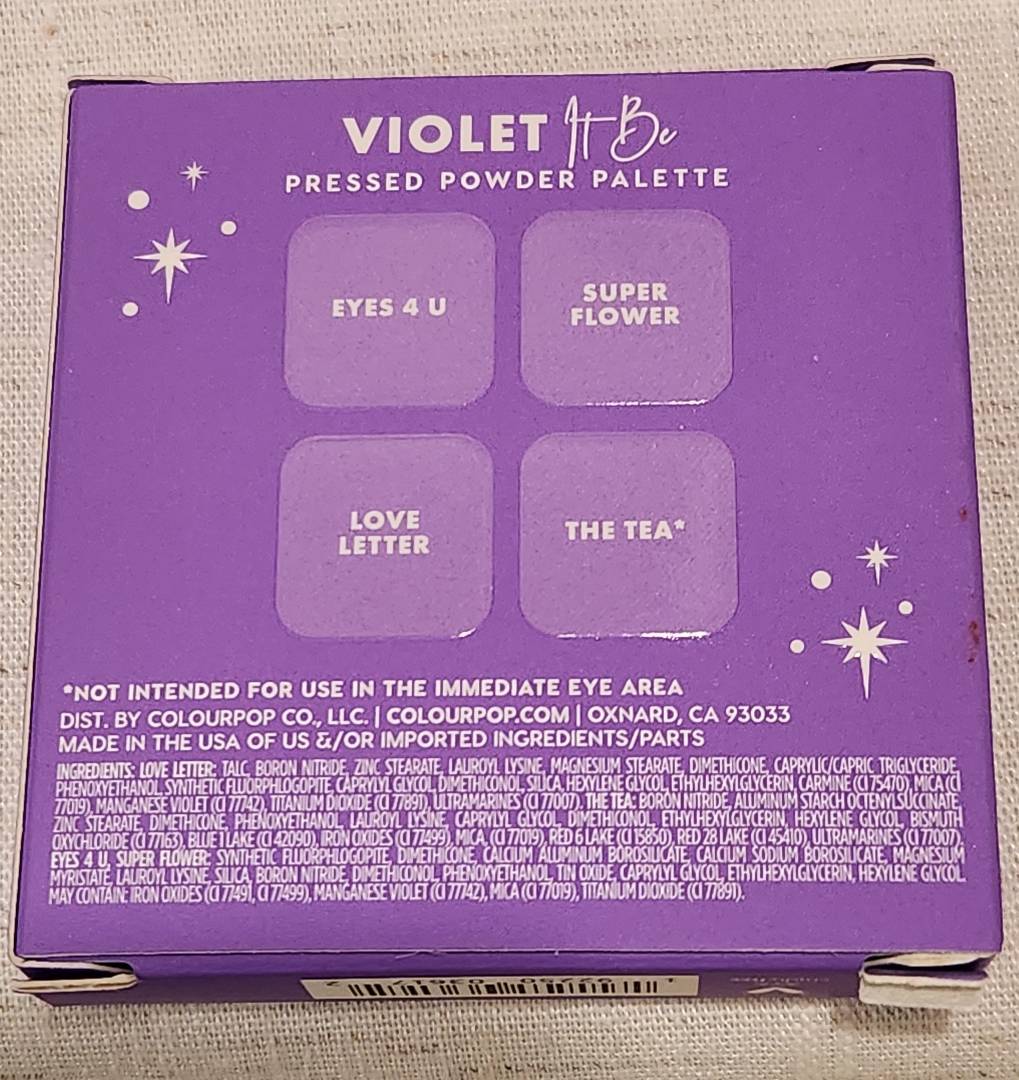 VIOLET It Be
PRESSED POWDER PALETTE
EYES 4 U
SUPER
FLOWER
LOVE
LETTER
THE TEA*
*NOT INTENDED FOR USE IN THE IMMEDIATE EYE AREA
DIST. BY COLOURPOP CO., LLC. | COLOURPOP.COM | OXNARD, CA 93033
MADE IN THE USA OF US &/OR IMPORTED INGREDIENTS/PARTS
INGREDIENTS: LOVE LETTER: TALC, BORON NITRIDE, ZINC STEARATE, LAUROYL LYSINE, MAGNESIUM STEARATE, DIMETHICONE, CAPRYLIC/CAPRIC TRIGLYCERIDE,
PHENOXYETHANOL, SYNTHETIC FLUORPHLOGOPITE, CAPRYLYL GLYCOL, DIMETHICONOL, SILICA, HEXYLENE GLYCOL, ETHYLHEXYLGLYCERIN, CARMINE (CI 75470), MICA (CI
77019), MANGANESE VIOLET (CI 77742), TITANIUM DIOXIDE (CI 77891), ULTRAMARINES (CI 77007). THE TEA: BORON NITRIDE, ALUMINUM STARCH OCTENYLSUCCINATE,
ZINC STEARATE, DIMETHICONE, PHENOXYETHANOL, LAUROYL LYSINE, CAPRYLYL GLYCOL, DIMETHICONOL, ETHYLHEXYLGLYCERIN, HEXYLENE GLYCOL, BISMUTH
OXYCHLORIDE (CI 77163), BLUE 1 LAKE (CI 42090), IRON OXIDES (CI 77499), MICA, (CI 77019), RED 6 LAKE (CI 15850), RED 28 LAKE (CI 45410), ULTRAMARINES (CI 77007).
EYES 4 U, SUPER FLOWER: SYNTHETIC FLUORPHLOGOPITE, DIMETHICONE, CALCIUM ALUMINUM BOROSILICATE, CALCIUM SODIUM BOROSILICATE, MAGNESIUM
MYRISTATE, LAUROYL LYSINE, SILICA, BORON NITRIDE, DIMETHICONOL, PHENOXYETHANOL, TIN OXIDE, CAPRYLYL GLYCOL, ETHYLHEXYLGLYCERIN, HEXYLENE GLYCOL.
MAY CONTAIN: IRON OXIDES (CI 77491, CI 77499), MANGANESE VIOLET (CI 77742), MICA (CI 77019), TITANIUM DIOXIDE (CI 77891).